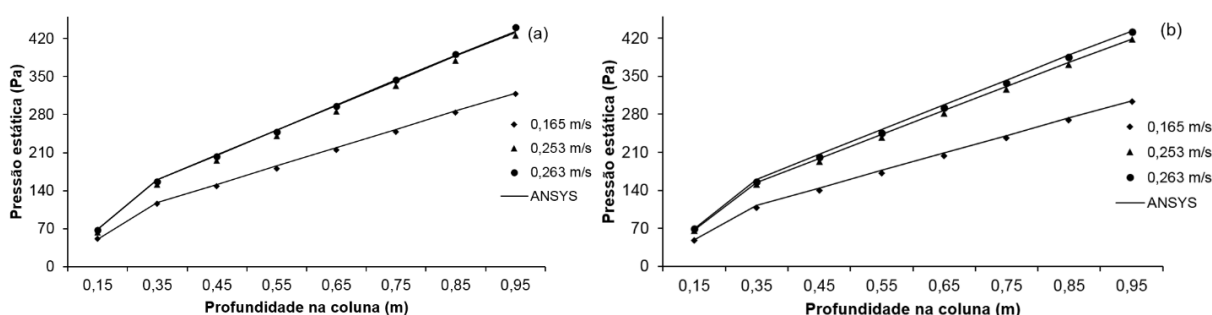 (a)
Pressão estática (Pa)
420
350
280
210
140
70
0
0,15 0,35 0,45 0,55 0,65 0,75 0,85 0,95
Profundidade na coluna (m)
0,165 m/s
0,253 m/s
0,263 m/s
ANSYS
(b)
Pressão estática (Pa)
420
350
280
210
140
70
0
0,15 0,35 0,45 0,55 0,65 0,75 0,85 0,95
Profundidade na coluna (m)
0,165 m/s
0,253 m/s
0,263 m/s
ANSYS